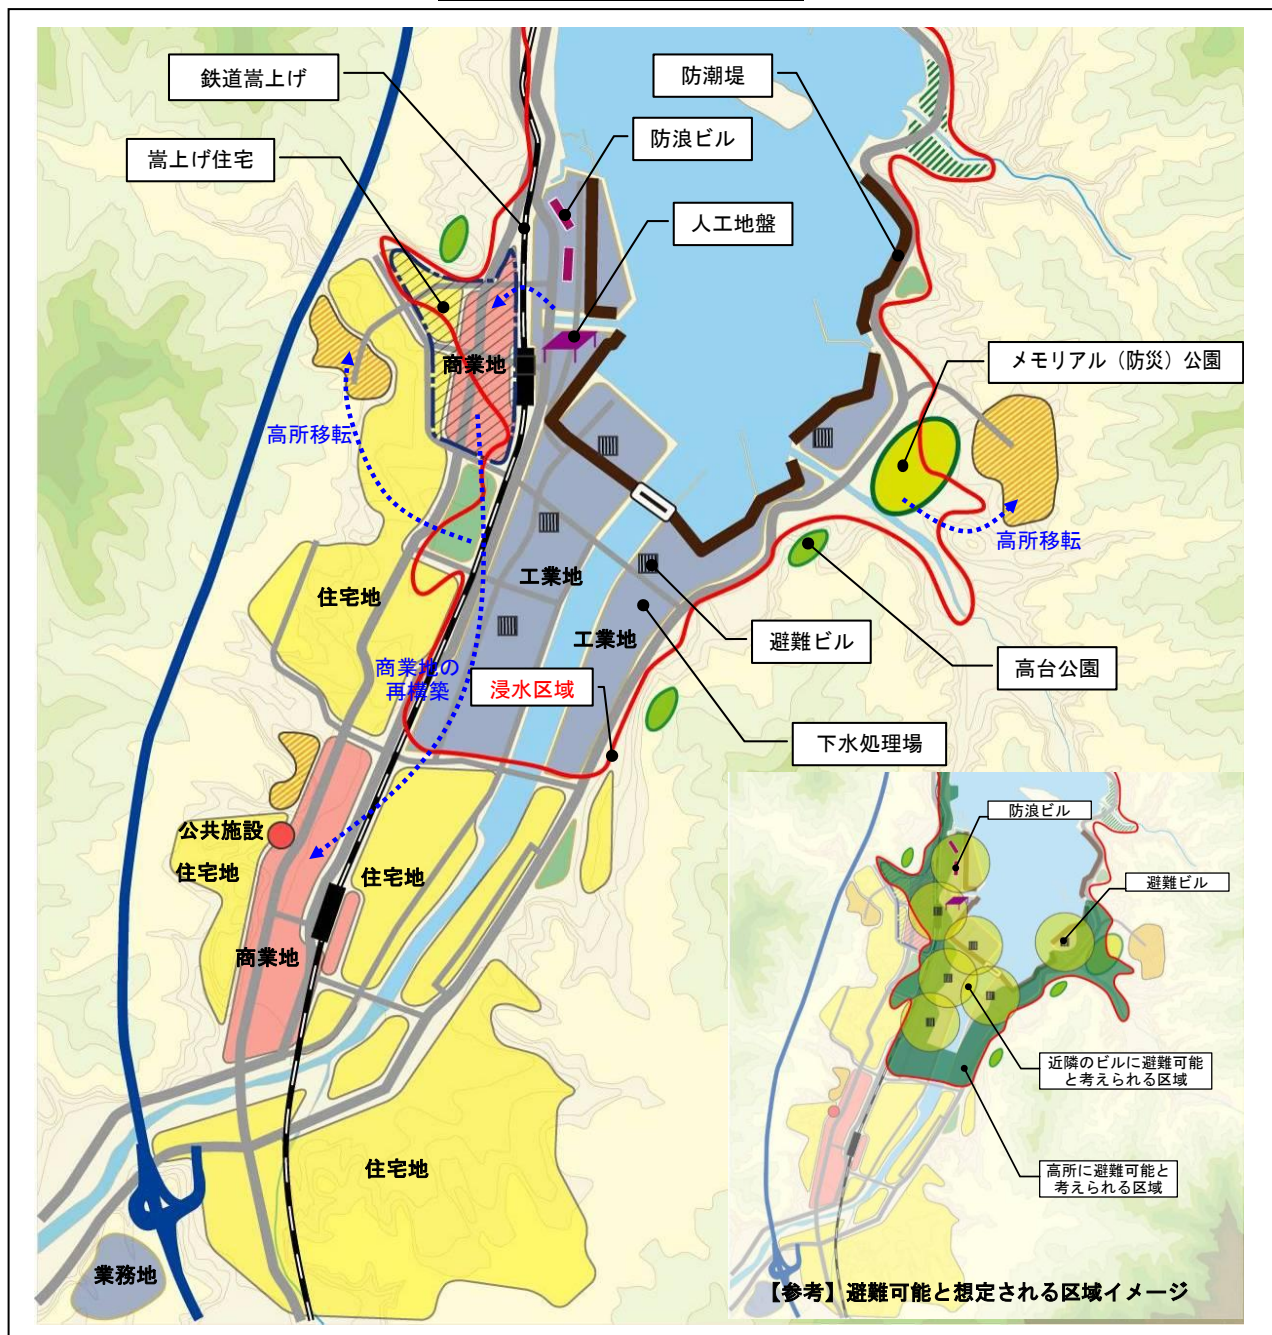 鉄道嵩上げ
防潮堤
防浪ビル
嵩上げ住宅
人工地盤
商業地
メモリアル（防災）公園
高所移転
高所移転
工業地
住宅地
工業地
避難ビル
高台公園
商業地の
再構築
浸水区域
下水処理場
公共施設
住宅地
住宅地
商業地
住宅地
業務地
防浪ビル
避難ビル
近隣のビルに避難可能
と考えられる区域
高所に避難可能と
考えられる区域
【参考】避難可能と想定される区域イメージ